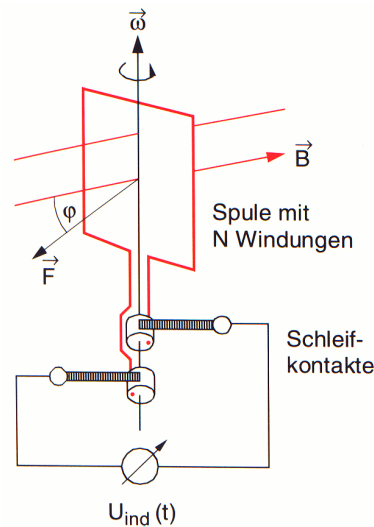 ω⃗
B⃗
φ
F⃗
Spule mit
N Windungen
Schleif-
kontakte
U_ind (t)